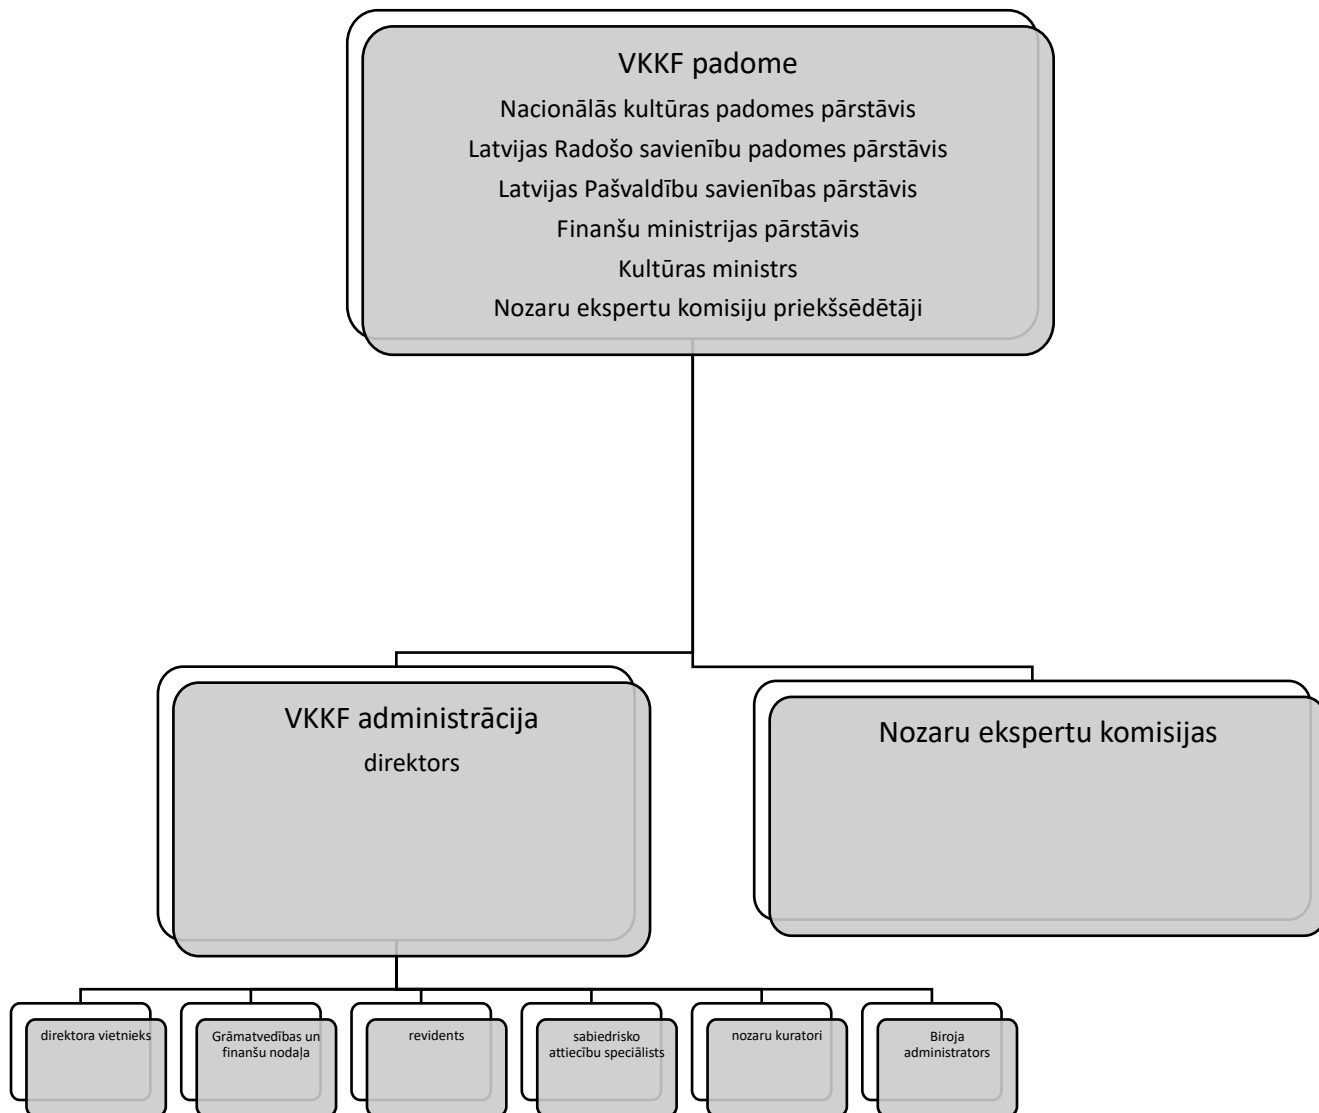 VKKF padome
Nacionālās kultūras padomes pārstāvis
Latvijas Radošo savienību padomes pārstāvis
Latvijas Pašvaldību savienības pārstāvis
Finanšu ministrijas pārstāvis
Kultūras ministrs
Nozaru ekspertu komisiju priekšsēdētāji
VKKF administrācija
direktors
Nozaru ekspertu komisijas
direktora vietnieks
Grāmatvedības un
finanšu nodaļa
revidents
sabiedrisko
attiecību speciālists
nozaru kuratori
Biroja
administrators